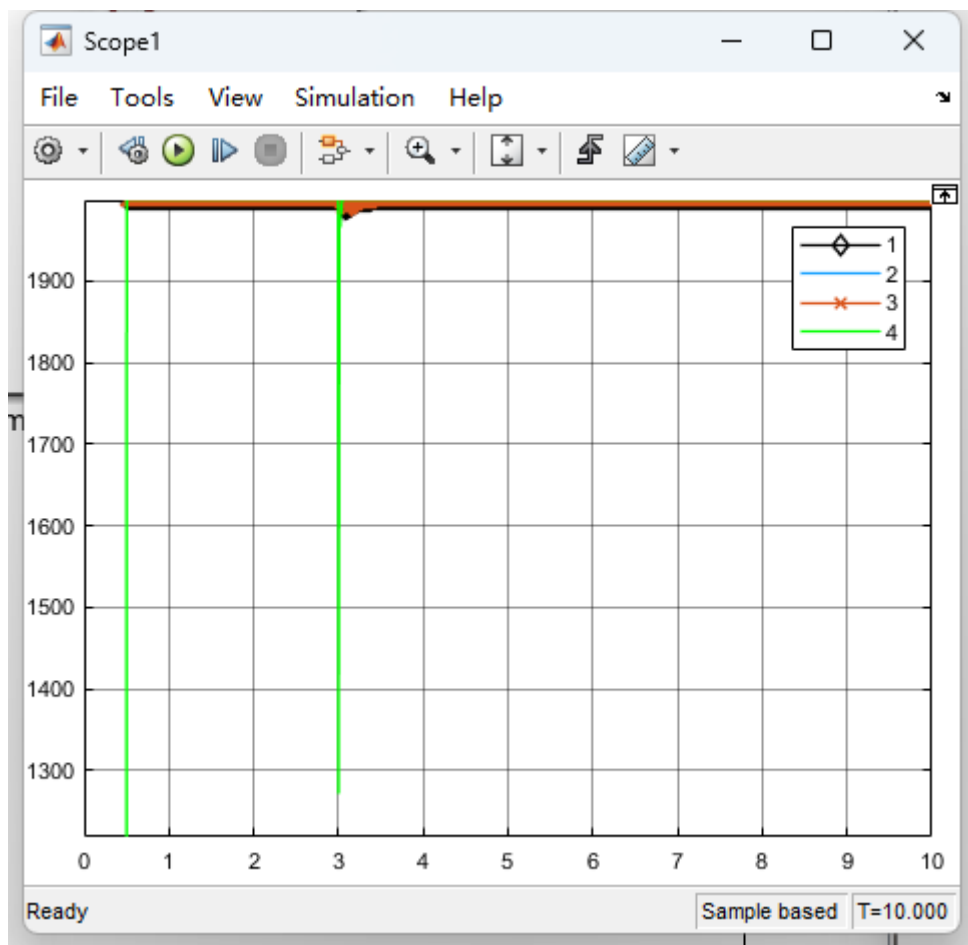 Scope1
File Tools View Simulation Help
1
2
3
4
1900
1800
1700
1600
1500
1400
1300
0 1 2 3 4 5 6 7 8 9 10
m
Ready Sample based T=10.000